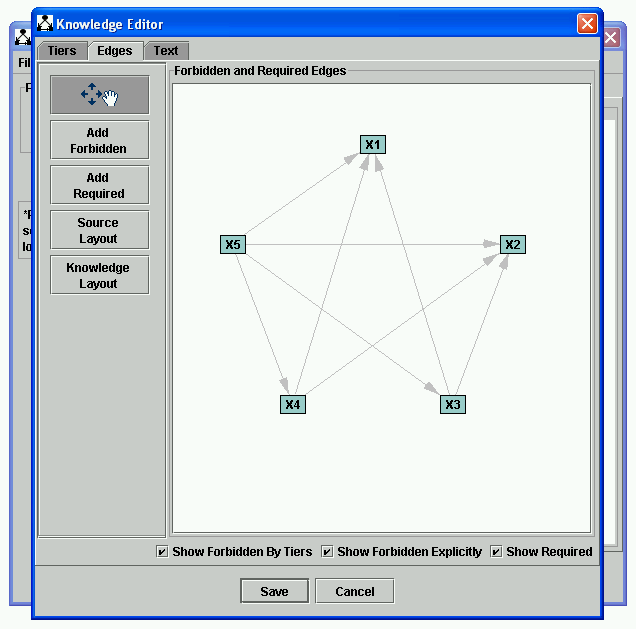 Knowledge Editor
Fil
Tiers
Edges
Text
Forbidden and Required Edges
Add
Forbidden
Add
Required
Source
Layout
Knowledge
Layout
X1
X5
X2
X4
X3
Show Forbidden By Tiers
Show Forbidden Explicitly
Show Required
Save
Cancel